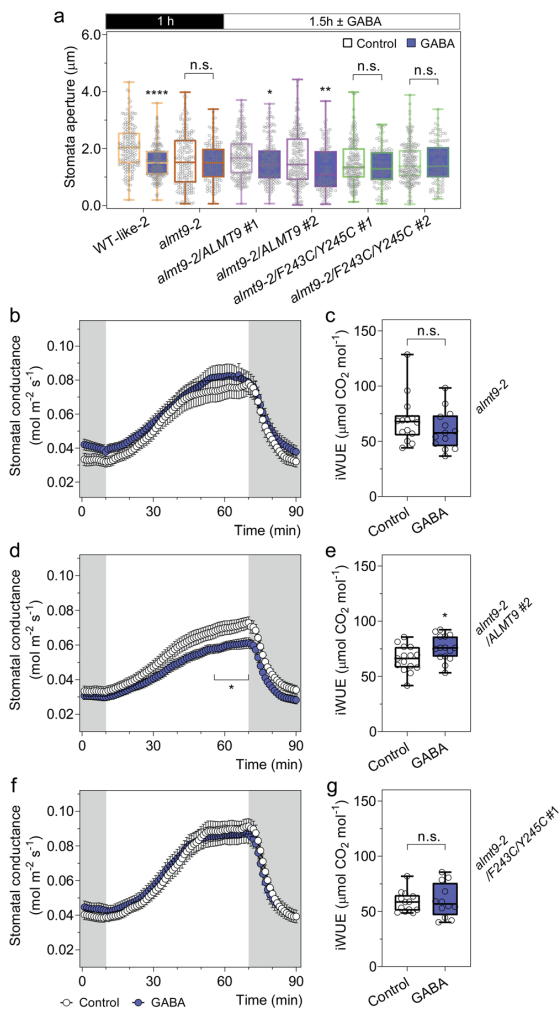 a
1 h 1.5h ± GABA
Control GABA
Stomata aperture (μm)
6.0
4.0
2.0
0.0
**** n.s. * ** n.s. n.s.
WT-like-2
almt9-2
almt9-2/ALMT9 #1
almt9-2/ALMT9 #2
almt9-2/F243C/Y245C #1
almt9-2/F243C/Y245C #2
b
Stomatal conductance
(mol m-2 s-1)
0.10
0.08
0.06
0.04
0.02
0 30 60 90
Time (min)
c
iWUE (μmol CO2 mol-1)
150
100
50
0
n.s.
Control GABA
almt9-2
d
Stomatal conductance
(mol m-2 s-1)
0.10
0.08
0.06
0.04
0.02
*
0 30 60 90
Time (min)
e
iWUE (μmol CO2 mol-1)
150
100
50
0
*
Control GABA
almt9-2
/ALMT9 #2
f
Stomatal conductance
(mol m-2 s-1)
0.10
0.08
0.06
0.04
0.02
0 30 60 90
Time (min)
Control GABA
g
iWUE (μmol CO2 mol-1)
150
100
50
0
n.s.
Control GABA
almt9-2
/F243C/Y245C #1